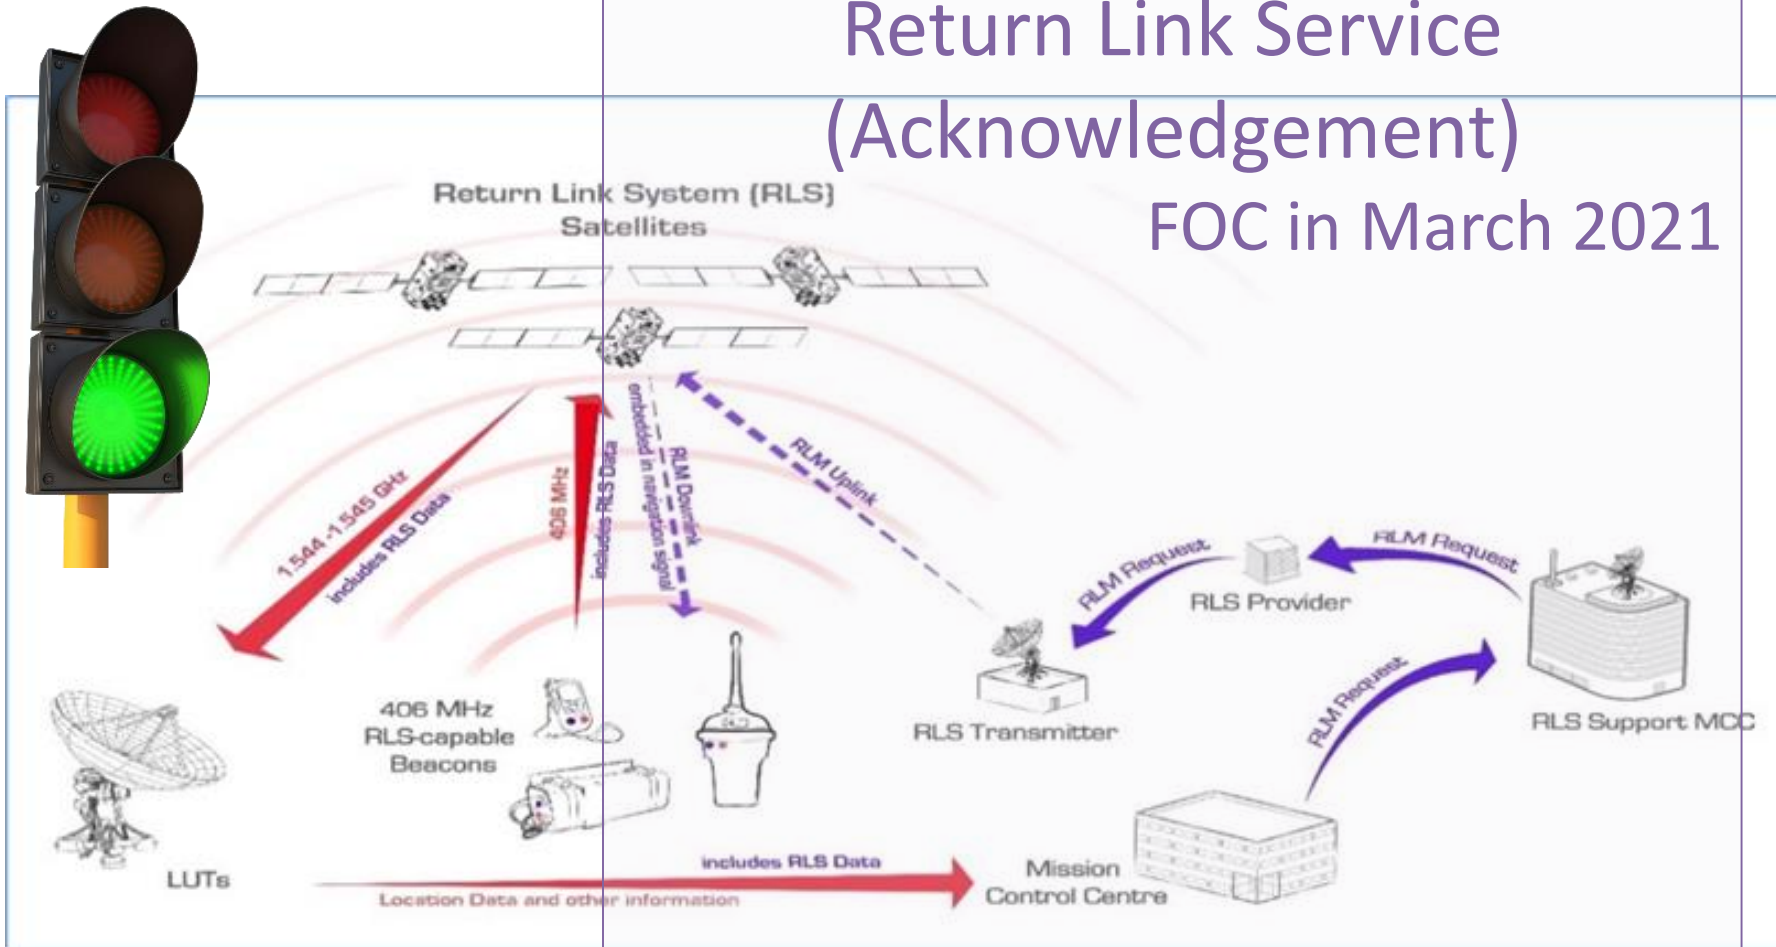 Return Link Service
(Acknowledgement)
FOC in March 2021
Return Link System (RLS)
Satellites
1.544 -1.545 GHz
includes RLS Data
406 MHz
includes RLS Data
RLM Downlink
embedded in navigation signal
RLM Uplink
RLM Request
RLM Request
RLS Provider
RLM Request
RLS Support MCC
RLS Transmitter
406 MHz
RLS-capable
Beacons
LUTs
includes RLS Data
Location Data and other information
Mission
Control Centre